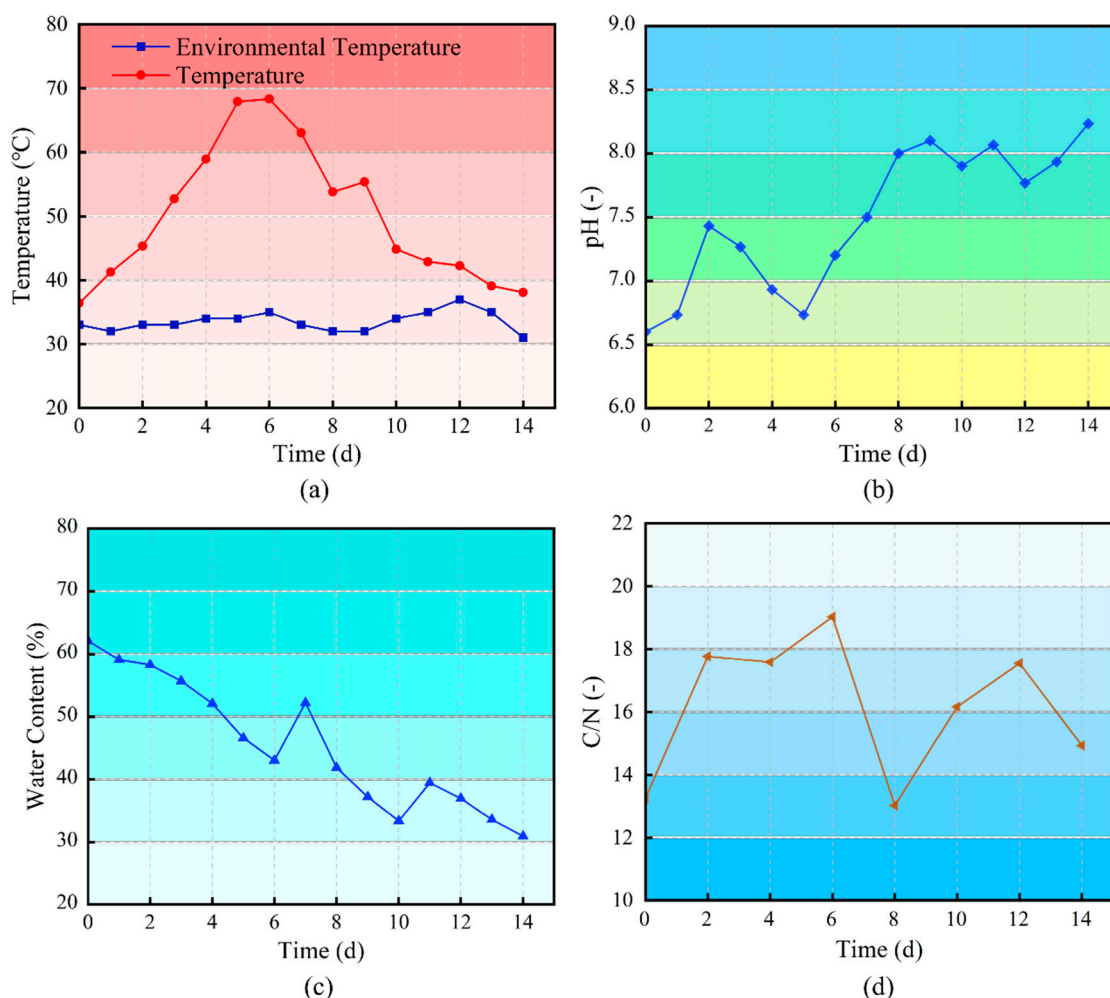 80
70
60
50
40
30
20
Temperature (°C)
Environmental Temperature
Temperature
0 2 4 6 8 10 12 14
Time (d)
(a)
9.0
8.5
8.0
7.5
7.0
6.5
6.0
pH (-)
0 2 4 6 8 10 12 14
Time (d)
(b)
80
70
60
50
40
30
20
Water Content (%)
0 2 4 6 8 10 12 14
Time (d)
(c)
22
20
18
16
14
12
10
C/N (-)
0 2 4 6 8 10 12 14
Time (d)
(d)